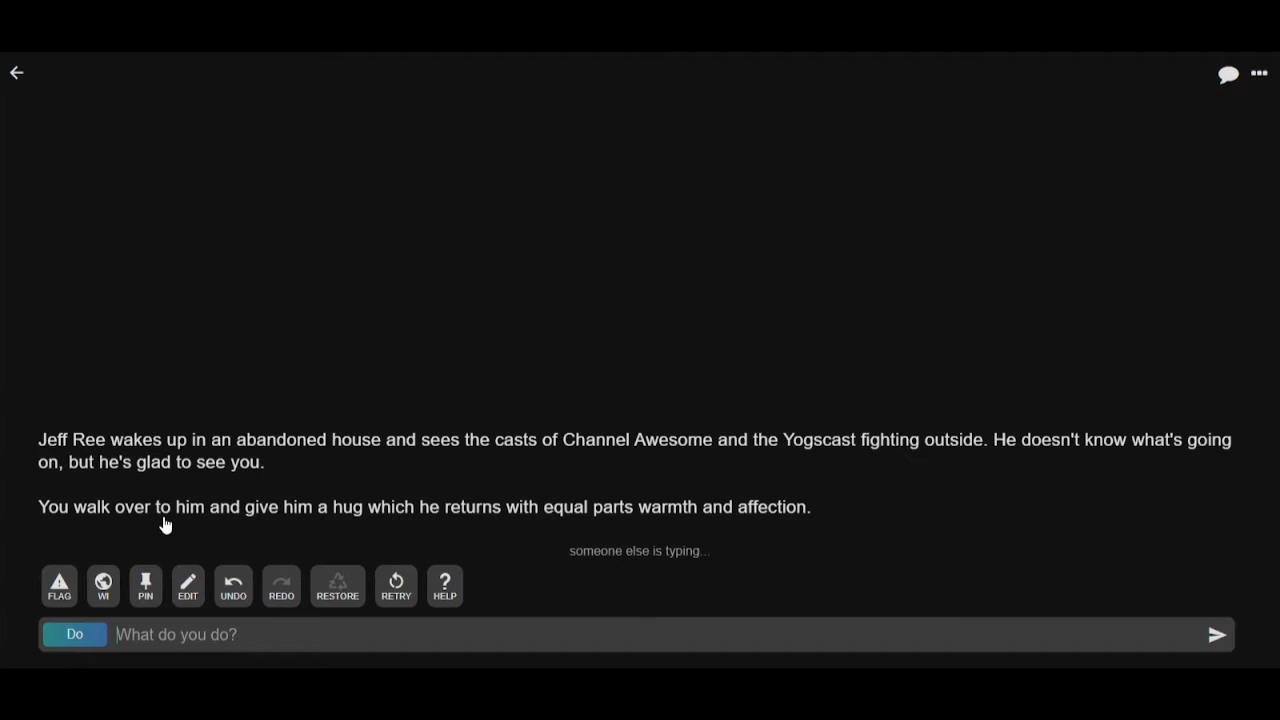 Jeff Ree wakes up in an abandoned house and sees the casts of Channel Awesome and the Yogscast fighting outside. He doesn't know what's going
on, but he's glad to see you.
You walk over to him and give him a hug which he returns with equal parts warmth and affection.
someone else is typing...
FLAG WI PIN EDIT UNDO REDO RESTORE RETRY HELP
Do What do you do?